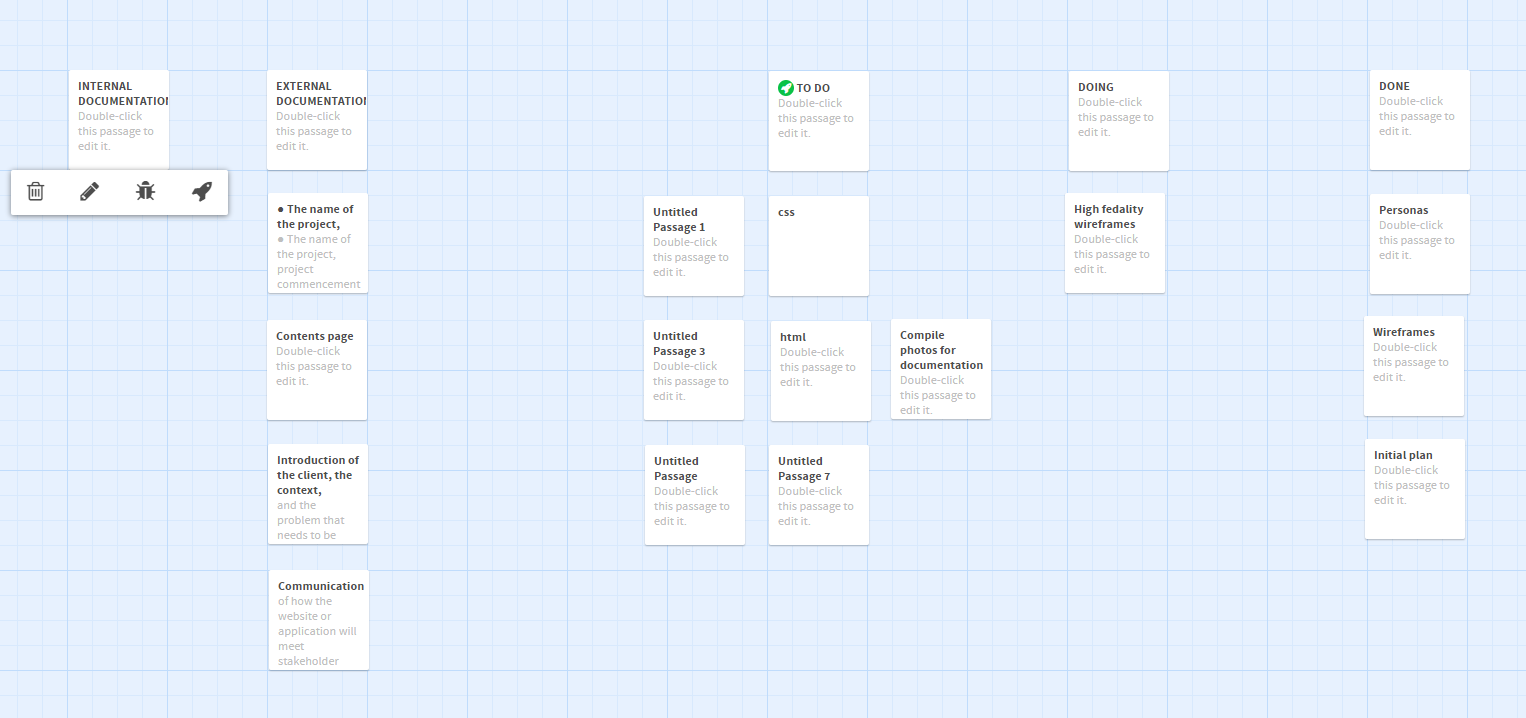 INTERNAL
DOCUMENTATION
Double-click
this passage to
edit it.
EXTERNAL
DOCUMENTATION
Double-click
this passage to
edit it.
TO DO
Double-click
this passage to
edit it.
DOING
Double-click
this passage to
edit it.
DONE
Double-click
this passage to
edit it.
● The name of
the project,
● The name of
the project,
project
commencement
Untitled
Passage 1
Double-click
this passage to
edit it.
css
High fedality
wireframes
Double-click
this passage to
edit it.
Personas
Double-click
this passage to
edit it.
Contents page
Double-click
this passage to
edit it.
Untitled
Passage 3
Double-click
this passage to
edit it.
html
Double-click
this passage to
edit it.
Compile
photos for
documentation
Double-click
this passage to
edit it.
Wireframes
Double-click
this passage to
edit it.
Introduction of
the client, the
context,
and the
problem that
needs to be
Untitled
Passage
Double-click
this passage to
edit it.
Untitled
Passage 7
Double-click
this passage to
edit it.
Initial plan
Double-click
this passage to
edit it.
Communication
of how the
website or
application will
meet
stakeholder